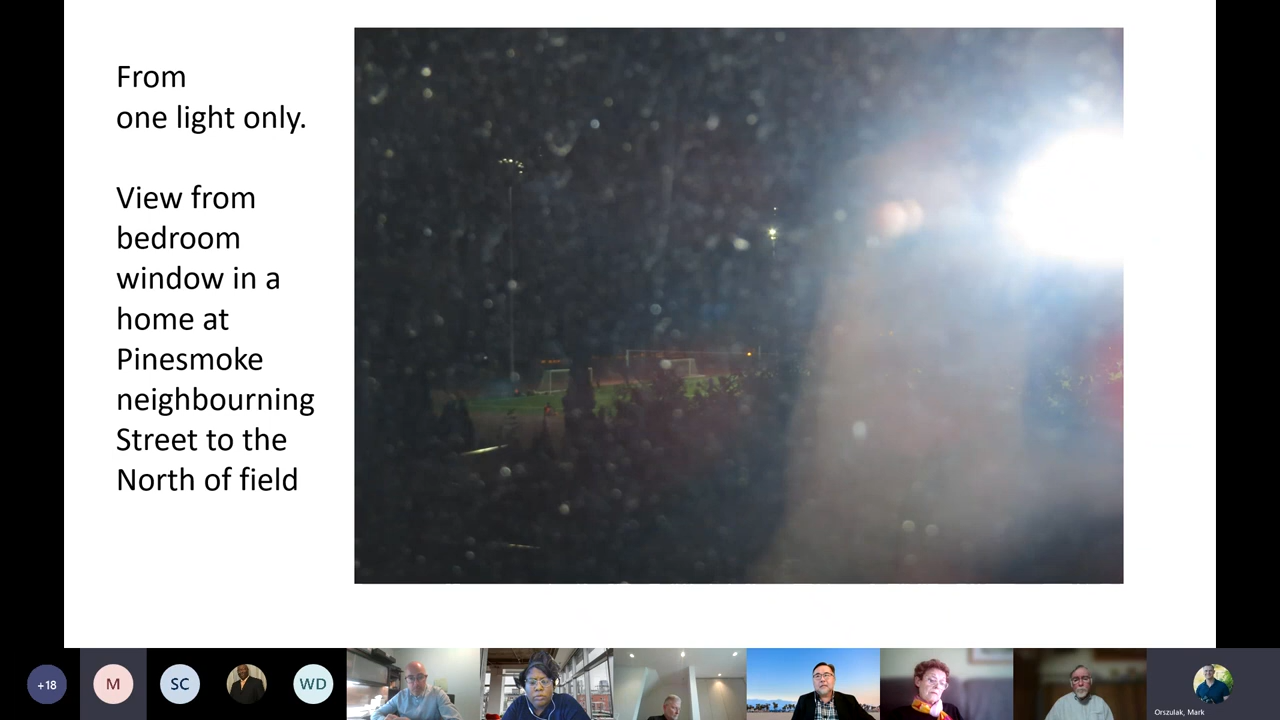 From
one light only.
View from
bedroom
window in a
home at
Pinesmoke
neighbourning
Street to the
North of field
+18
M
SC
WD
Orszulak, Mark